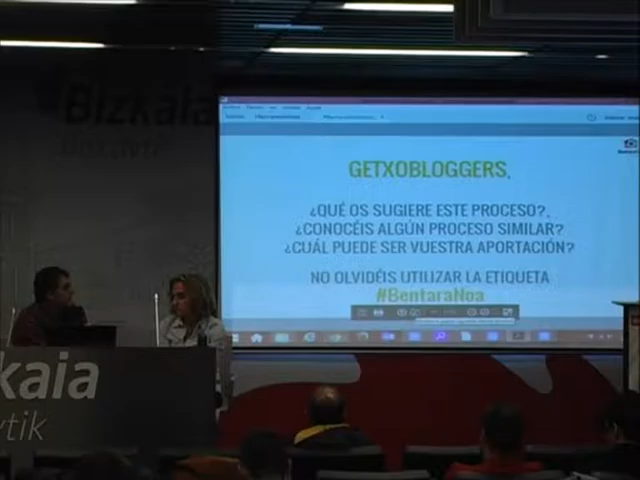 Bizkaia
GETXOBLOGGERS,
¿QUÉ OS SUGIERE ESTE PROCESO?,
¿CONOCÉIS ALGÚN PROCESO SIMILAR?
¿CUÁL PUEDE SER VUESTRA APORTACIÓN?
NO OLVIDÉIS UTILIZAR LA ETIQUETA
#BentaraNoa
kaia
tik